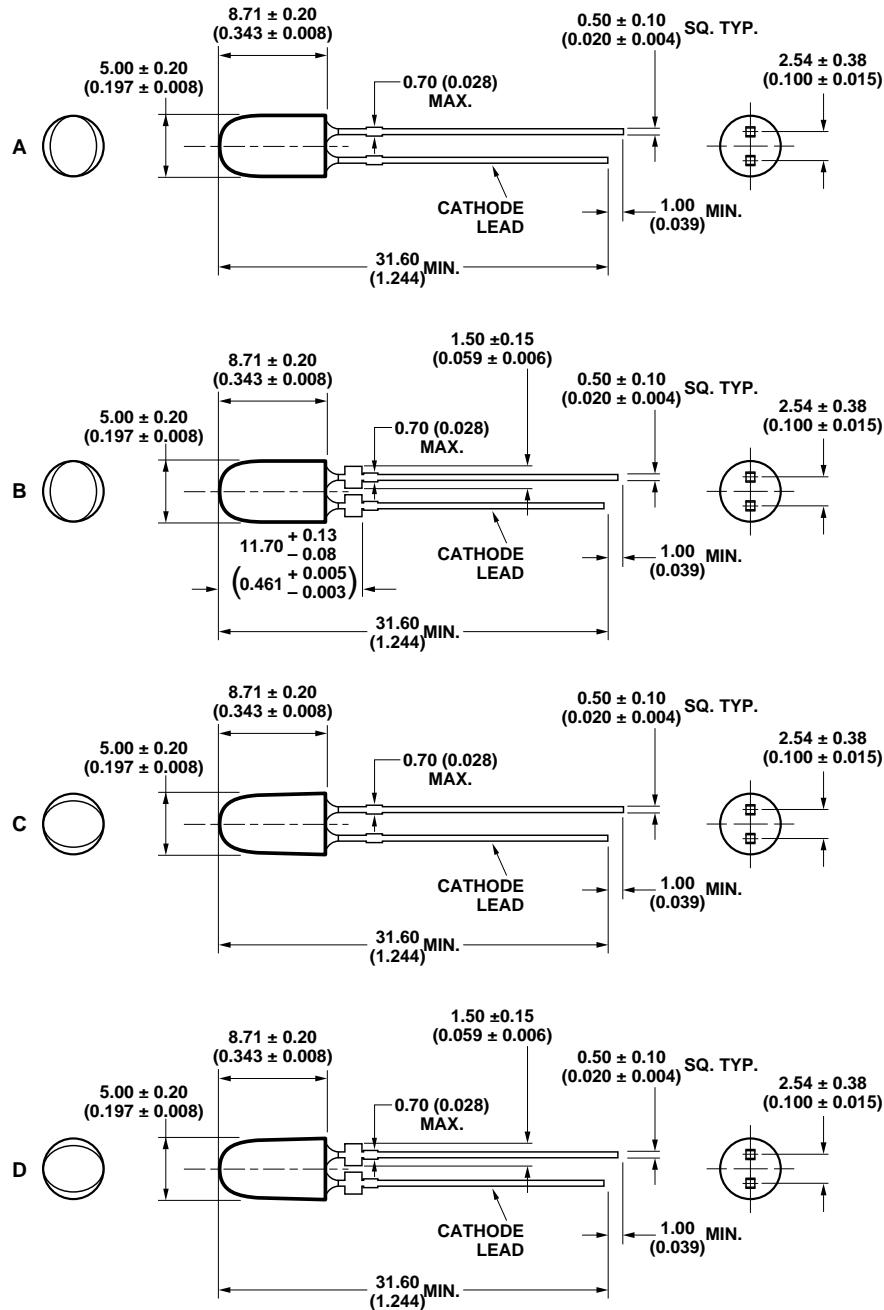 8.71 ± 0.20
(0.343 ± 0.008)
0.50 ± 0.10
(0.020 ± 0.004) SQ. TYP.
2.54 ± 0.38
(0.100 ± 0.015)
5.00 ± 0.20
(0.197 ± 0.008)
0.70 (0.028)
MAX.
A
CATHODE
LEAD
1.00
(0.039) MIN.
31.60
(1.244) MIN.
1.50 ±0.15
(0.059 ± 0.006)
8.71 ± 0.20
(0.343 ± 0.008)
0.50 ± 0.10
(0.020 ± 0.004) SQ. TYP.
2.54 ± 0.38
(0.100 ± 0.015)
5.00 ± 0.20
(0.197 ± 0.008)
0.70 (0.028)
MAX.
B
11.70 + 0.13
– 0.08
(0.461 + 0.005
– 0.003)
CATHODE
LEAD
1.00
(0.039) MIN.
31.60
(1.244) MIN.
8.71 ± 0.20
(0.343 ± 0.008)
0.50 ± 0.10
(0.020 ± 0.004) SQ. TYP.
2.54 ± 0.38
(0.100 ± 0.015)
5.00 ± 0.20
(0.197 ± 0.008)
0.70 (0.028)
MAX.
C
CATHODE
LEAD
1.00
(0.039) MIN.
31.60
(1.244) MIN.
1.50 ±0.15
(0.059 ± 0.006)
8.71 ± 0.20
(0.343 ± 0.008)
0.50 ± 0.10
(0.020 ± 0.004) SQ. TYP.
2.54 ± 0.38
(0.100 ± 0.015)
5.00 ± 0.20
(0.197 ± 0.008)
0.70 (0.028)
MAX.
D
CATHODE
LEAD
1.00
(0.039) MIN.
31.60
(1.244) MIN.